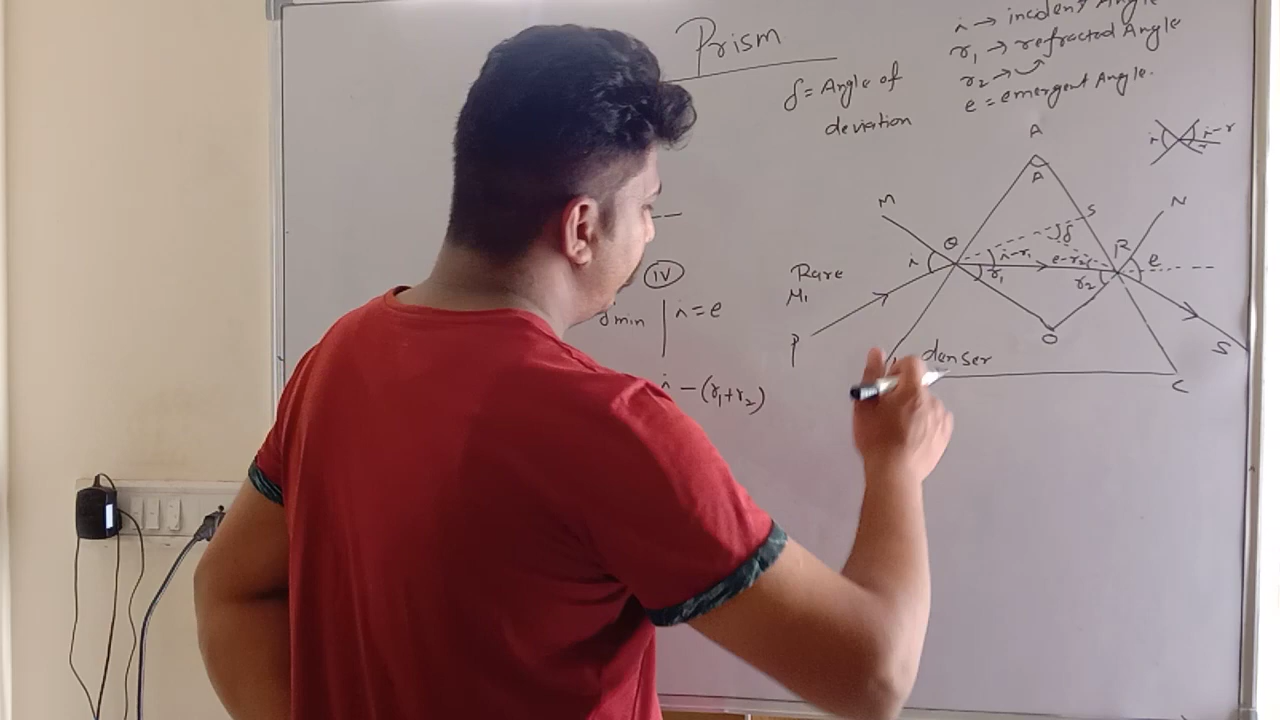 Prism
i → incident Angle
r₁ → refracted Angle
r₂ →
e = emergent Angle.
δ = Angle of
deviation
A
i
i-r
r
A
M
S
N
Q
δ
R
i
i-r₁
e-r₂
e
r₁
r₂
Rare
M₁
P
O
S
denser
C
IV
δmin
i = e
i - (r₁+r₂)